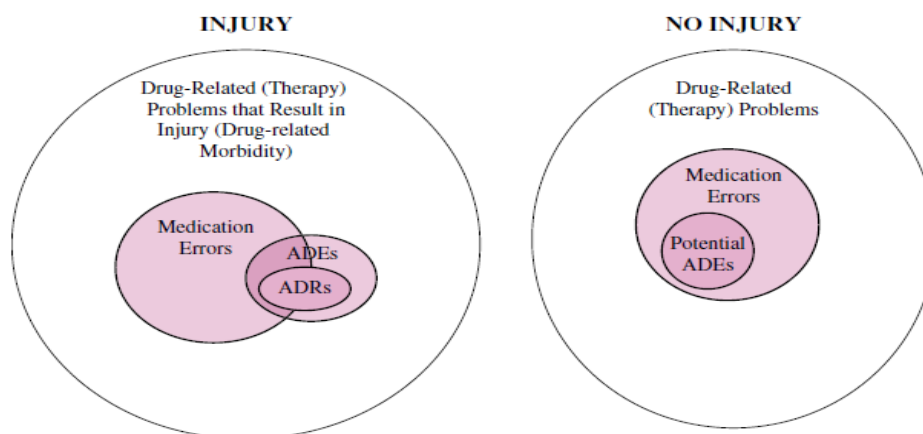 INJURY
Drug-Related (Therapy)
Problems that Result in
Injury (Drug-related
Morbidity)
Medication
Errors
ADEs
ADRs
NO INJURY
Drug-Related
(Therapy) Problems
Medication
Errors
Potential
ADEs